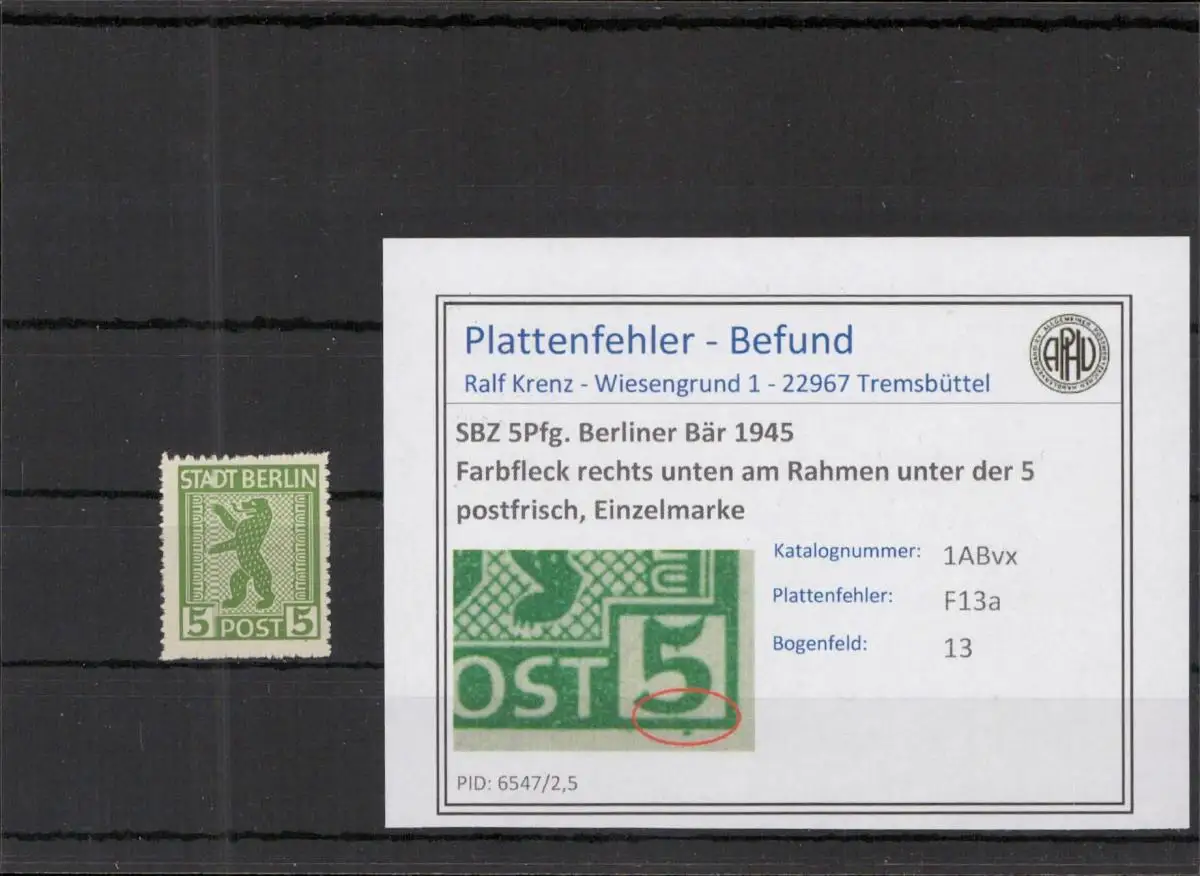 STADT BERLIN
5 POST 5
Plattenfehler - Befund
Ralf Krenz - Wiesengrund 1 - 22967 Tremsbüttel
APHV
SBZ 5Pfg. Berliner Bär 1945
Farbfleck rechts unten am Rahmen unter der 5
postfrisch, Einzelmarke
OST 5
Katalognummer: 1ABvx
Plattenfehler: F13a
Bogenfeld: 13
PID: 6547/2,5